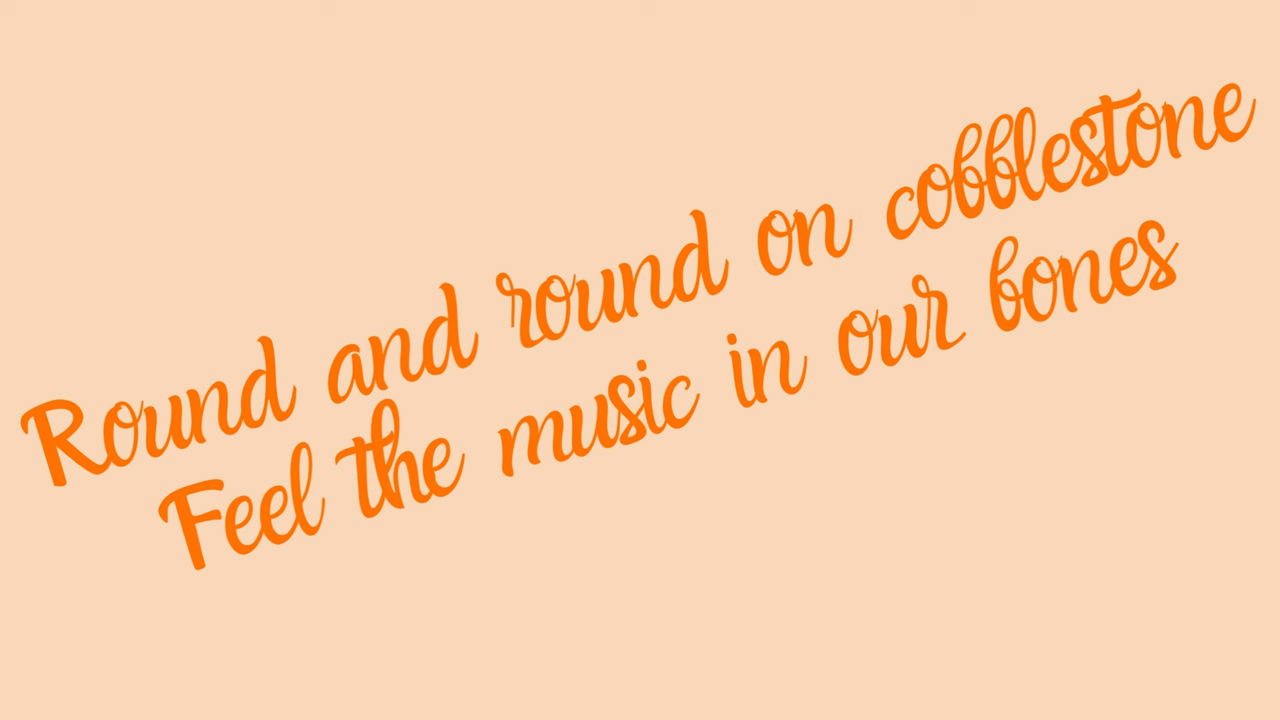 Round and round on cobblestone
Feel the music in our bones